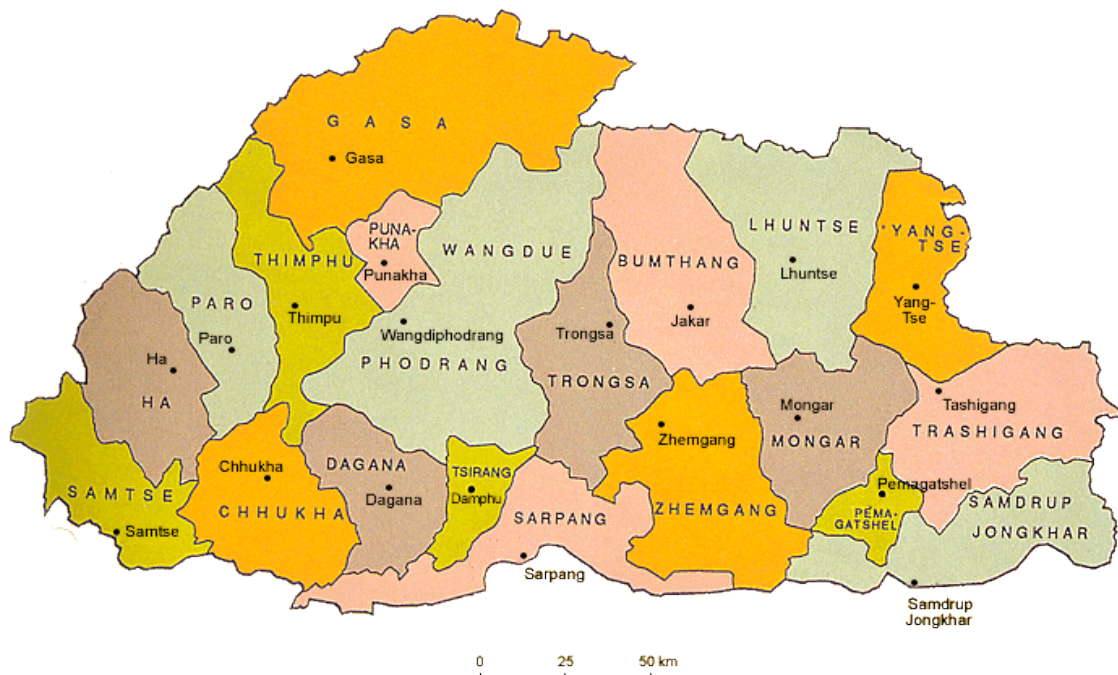 G A S A
Gasa
PUNA-
KHA
Punakha
THIMPHU
Thimpu
WANGDUE
Wangdiphodrang
PHODRANG
BUMTHANG
Jakar
LHUNTSE
Lhuntse
YANG-
TSE
Yang-
Tse
PARO
Paro
Ha
HA
Trongsa
TRONGSA
Zhemgang
ZHEMGANG
Mongar
MONGAR
Tashigang
TRASHIGANG
SAMTSE
Samtse
Chhukha
CHHUKHA
DAGANA
Dagana
TSIRANG
Damphu
SARPANG
Sarpang
Pemagatshel
PEMA-
GATSHEL
SAMDRUP
JONGKHAR
Samdrup
Jongkhar
0 25 50 km